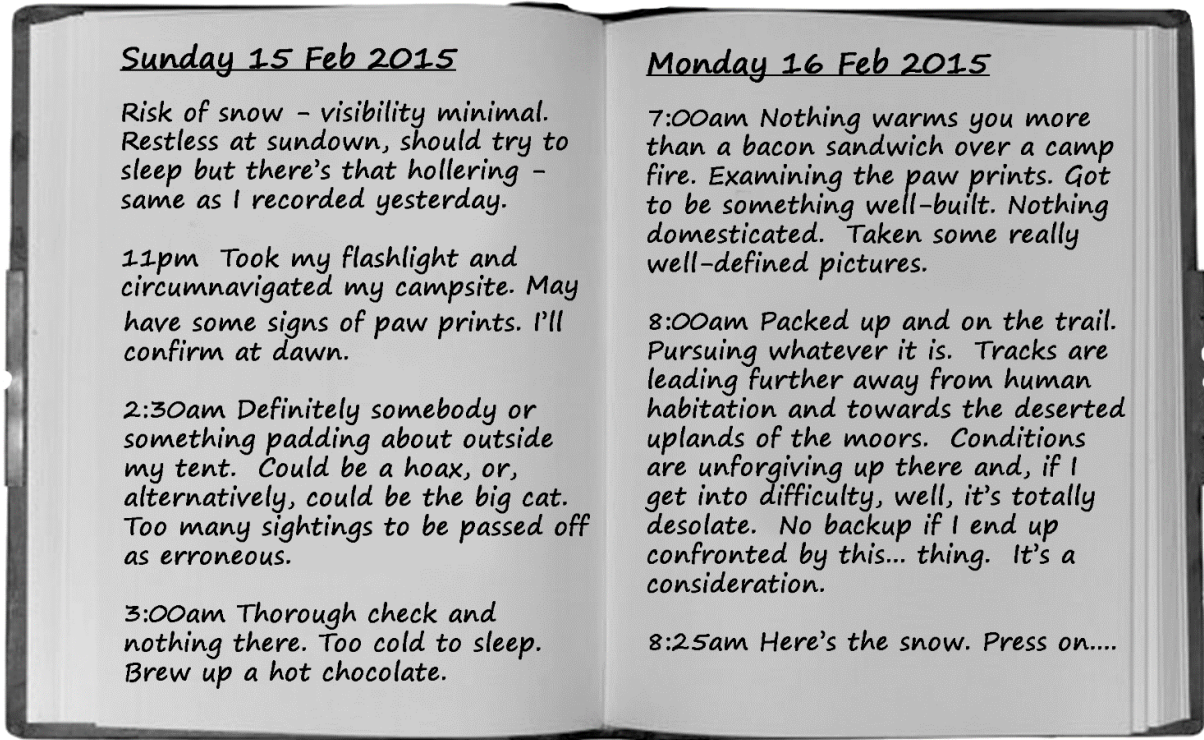 Sunday 15 Feb 2015
Risk of snow - visibility minimal.
Restless at sundown, should try to
sleep but there's that hollering -
same as I recorded yesterday.
11pm Took my flashlight and
circumnavigated my campsite. May
have some signs of paw prints. I'll
confirm at dawn.
2:30am Definitely somebody or
something padding about outside
my tent. Could be a hoax, or,
alternatively, could be the big cat.
Too many sightings to be passed off
as erroneous.
3:00am Thorough check and
nothing there. Too cold to sleep.
Brew up a hot chocolate.
Monday 16 Feb 2015
7:00am Nothing warms you more
than a bacon sandwich over a camp
fire. Examining the paw prints. Got
to be something well-built. Nothing
domesticated. Taken some really
well-defined pictures.
8:00am Packed up and on the trail.
Pursuing whatever it is. Tracks are
leading further away from human
habitation and towards the deserted
uplands of the moors. Conditions
are unforgiving up there and, if I
get into difficulty, well, it's totally
desolate. No backup if I end up
confronted by this... thing. It's a
consideration.
8:25am Here's the snow. Press on....